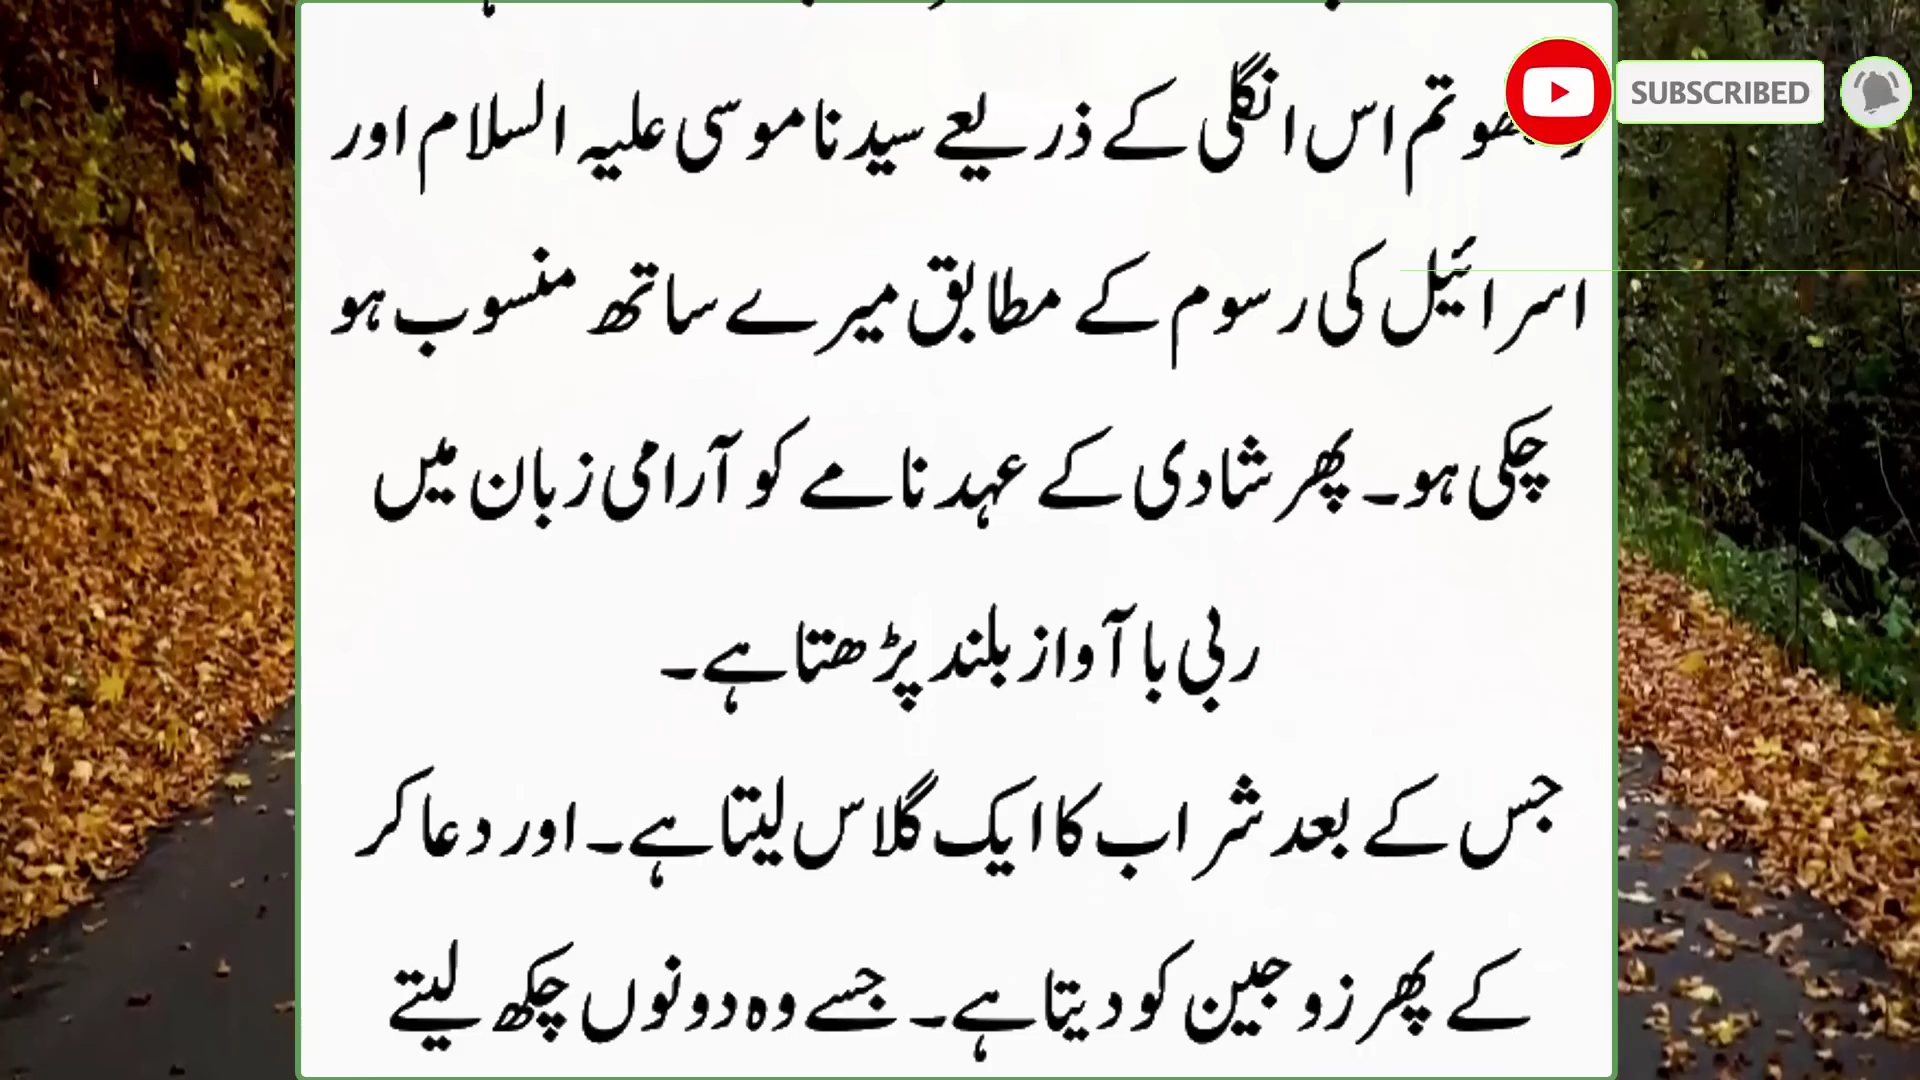 تم اس انگلی کے ذریعے سیدنا موسی علیہ السلام اور
اسرائیل کی رسوم کے مطابق میرے ساتھ منسوب ہو
چکی ہو۔ پھر شادی کے عہد نامے کو آرامی زبان میں
ربی با آواز بلند پڑھتا ہے۔
جس کے بعد شراب کا ایک گلاس لیتا ہے۔ اور دعا کر
کے پھر زوجین کو دیتا ہے۔ جسے وہ دونوں چکھ لیتے
SUBSCRIBED